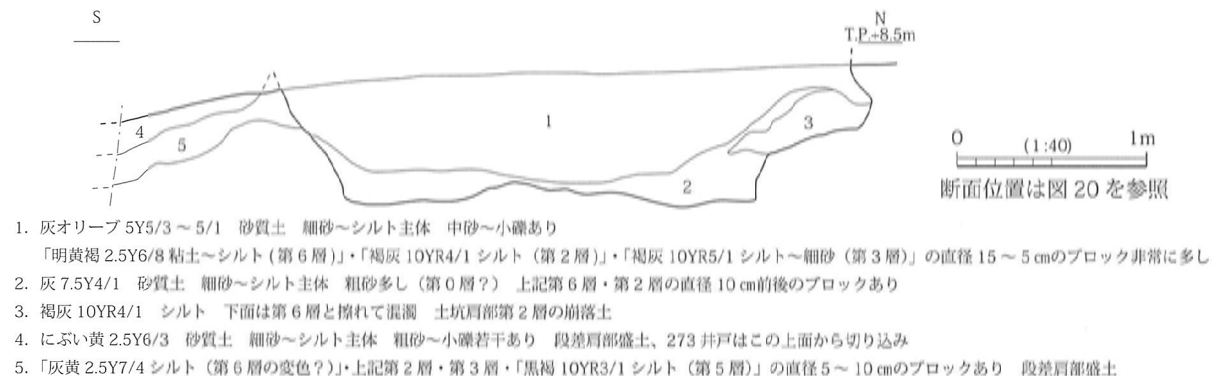 S
N
T.P.+8.5m
4
5
1
3
2
0 (1:40) 1m
断面位置は図 20 を参照
1. 灰オリーブ 5Y5/3 ~ 5/1 砂質土 細砂~シルト主体 中砂~小礫あり
「明黄褐 2.5Y6/8 粘土~シルト (第 6 層)」・「褐灰 10YR4/1 シルト (第 2 層)」・「褐灰 10YR5/1 シルト~細砂 (第 3 層)」の直径 15 ~ 5 ㎝のブロック非常に多し
2. 灰 7.5Y4/1 砂質土 細砂~シルト主体 粗砂多し (第 0 層?) 上記第 6 層・第 2 層の直径 10 ㎝前後のブロックあり
3. 褐灰 10YR4/1 シルト 下面は第 6 層と擦れて混濁 土坑肩部第 2 層の崩落土
4. にぶい黄 2.5Y6/3 砂質土 細砂~シルト主体 粗砂~小礫若干あり 段差肩部盛土、273 井戸はこの上面から切り込み
5. 「灰黄 2.5Y7/4 シルト (第 6 層の変色?)」・上記第 2 層・第 3 層・「黒褐 10YR3/1 シルト (第 5 層)」の直径 5 ~ 10 ㎝のブロックあり 段差肩部盛土